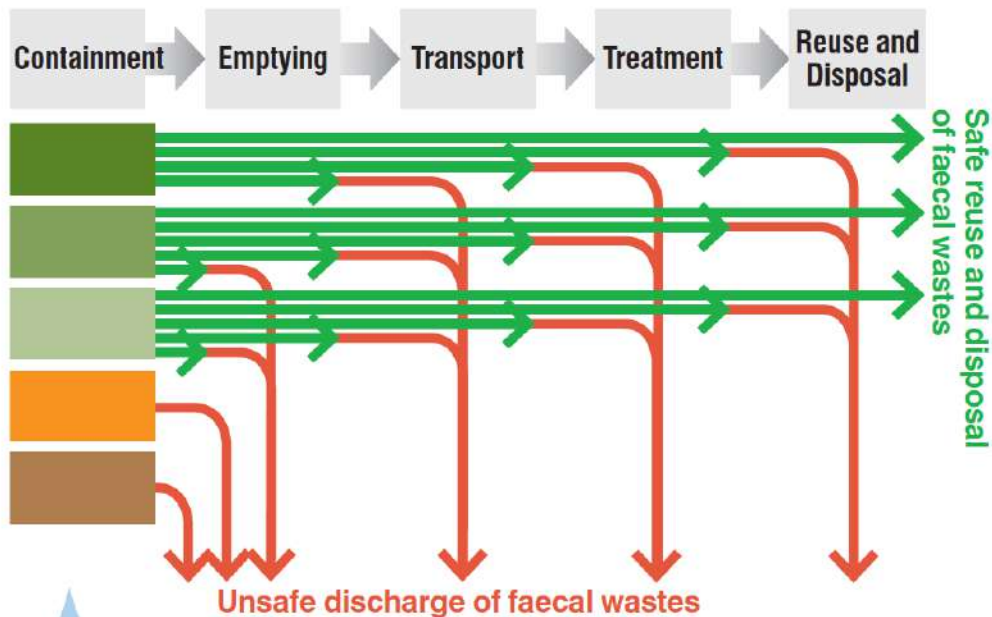 Containment
Emptying
Transport
Treatment
Reuse and
Disposal
Safe reuse and disposal
of faecal wastes
Unsafe discharge of faecal wastes